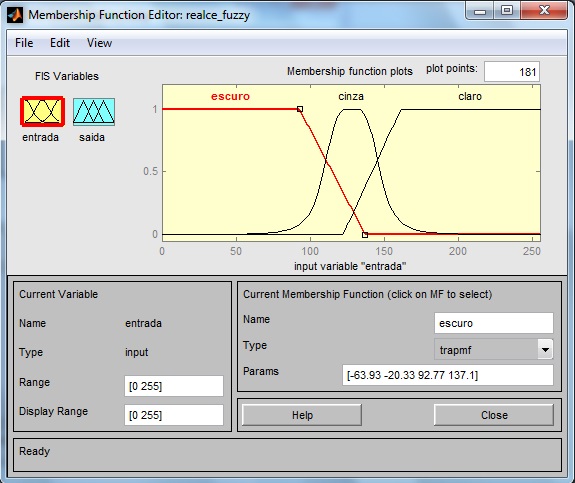 Membership Function Editor: realce_fuzzy
File Edit View
FIS Variables
Membership function plots plot points: 181
entrada saida
escuro cinza claro
1
0.5
0
0 50 100 150 200 250
input variable "entrada"
Current Variable
Name entrada
Type input
Range [0 255]
Display Range [0 255]
Current Membership Function (click on MF to select)
Name escuro
Type trapmf
Params [-63.93 -20.33 92.77 137.1]
Help Close
Ready